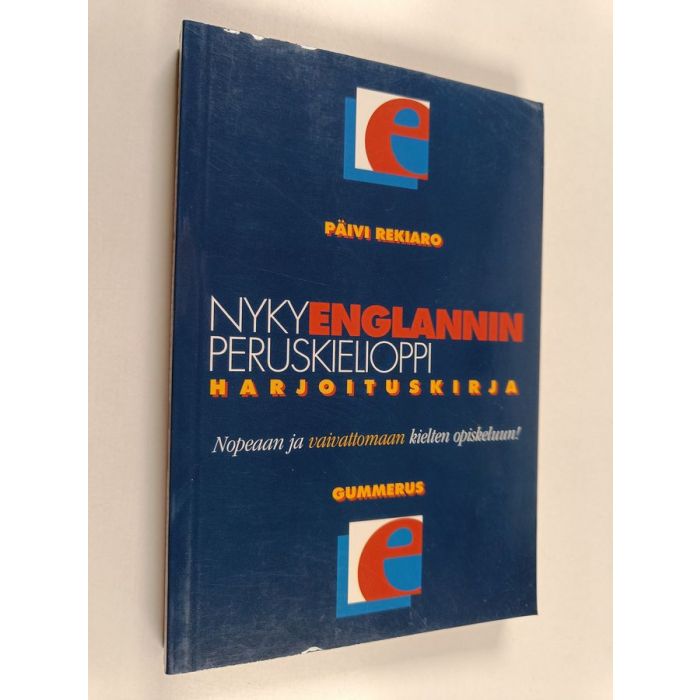 e
PÄIVI REKIARO
NYKYENGLANNIN
PERUSKIELIOPPI
HARJOITUSKIRJA
Nopeaan ja vaivattomaan kielten opiskeluun!
GUMMERUS
e